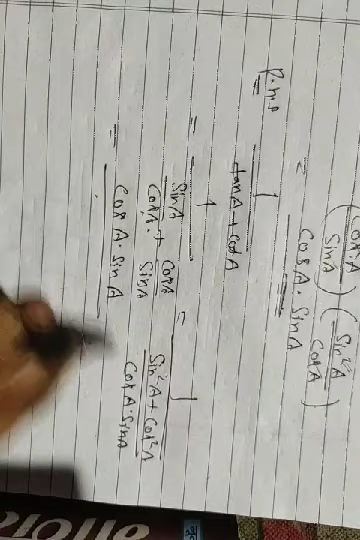 (cos²A/sinA) (sin²A/cosA)
= cosA · sinA
R.H.S
= 1/(tanA + cotA)
= 1/(sinA/cosA + cosA/sinA) = 1/((sin²A + cos²A)/(cosA · sinA))
= cosA · sinA